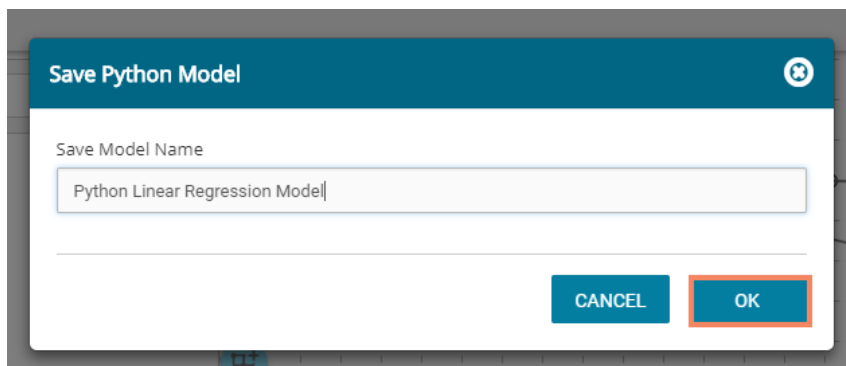 Save Python Model
Save Model Name
Python Linear Regression Model
CANCEL OK